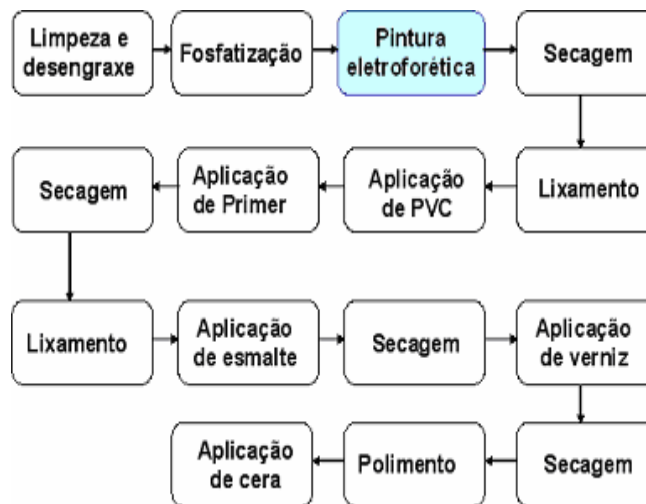 Limpeza e
desengraxe
Fosfatização
Pintura
eletroforética
Secagem
Lixamento
Aplicação
de PVC
Aplicação
de Primer
Secagem
Lixamento
Aplicação
de esmalte
Secagem
Aplicação
de verniz
Secagem
Polimento
Aplicação
de cera